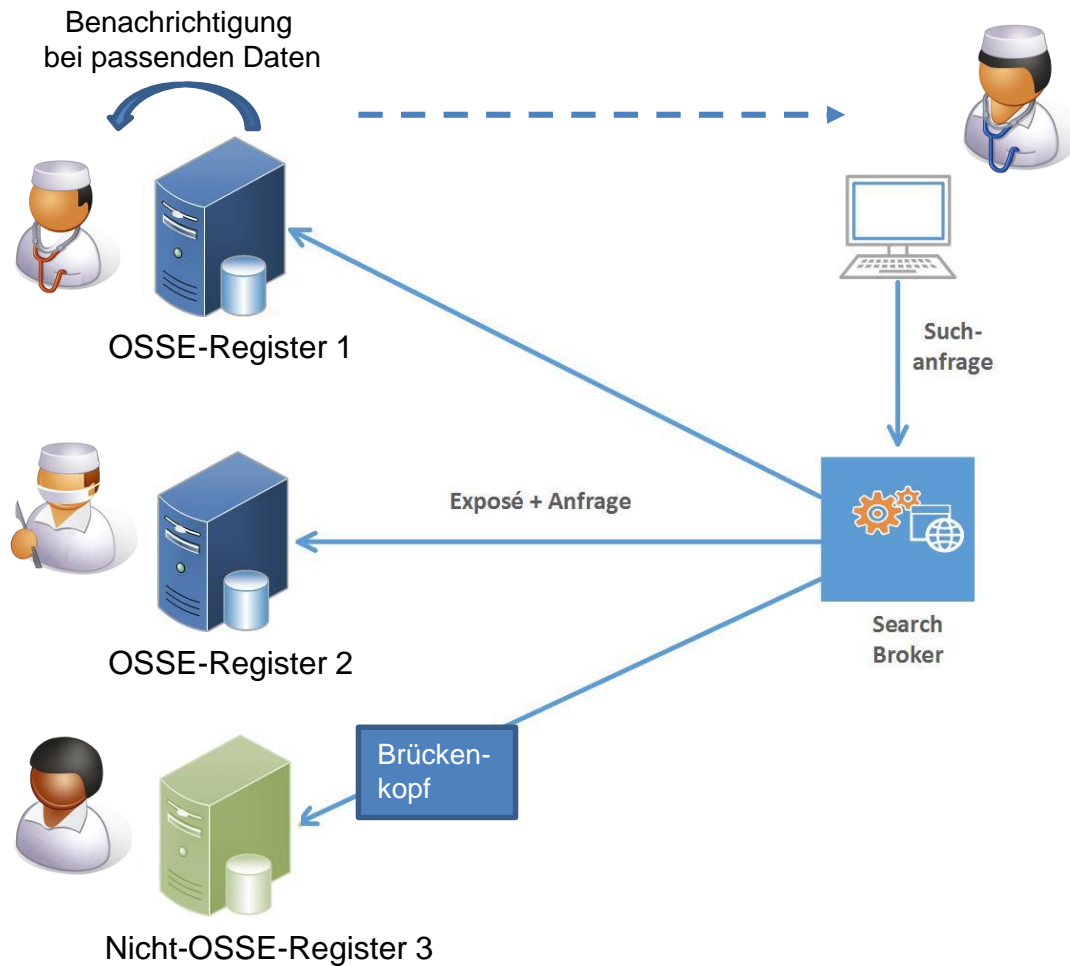 Benachrichtigung
bei passenden Daten
OSSE-Register 1
Such-
anfrage
Exposé + Anfrage
OSSE-Register 2
Search
Broker
Brücken-
kopf
Nicht-OSSE-Register 3